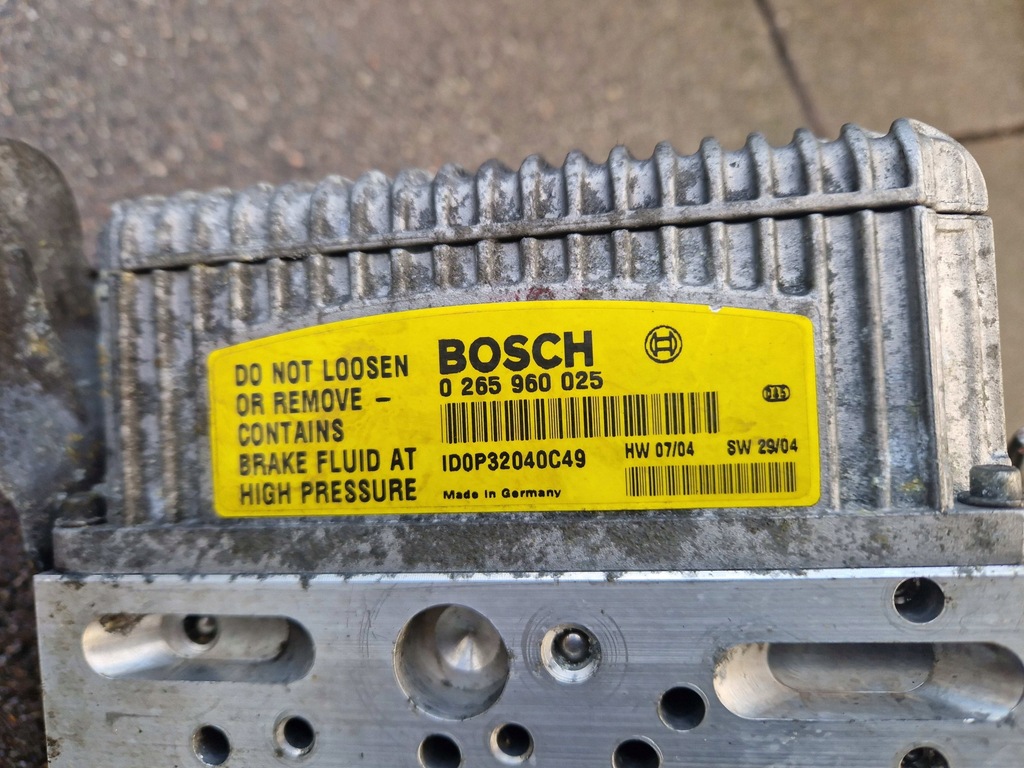 DO NOT LOOSEN
OR REMOVE –
CONTAINS
BRAKE FLUID AT
HIGH PRESSURE
BOSCH
0 265 960 025
ID0P32040C49
Made in Germany
HW 07/04 SW 29/04